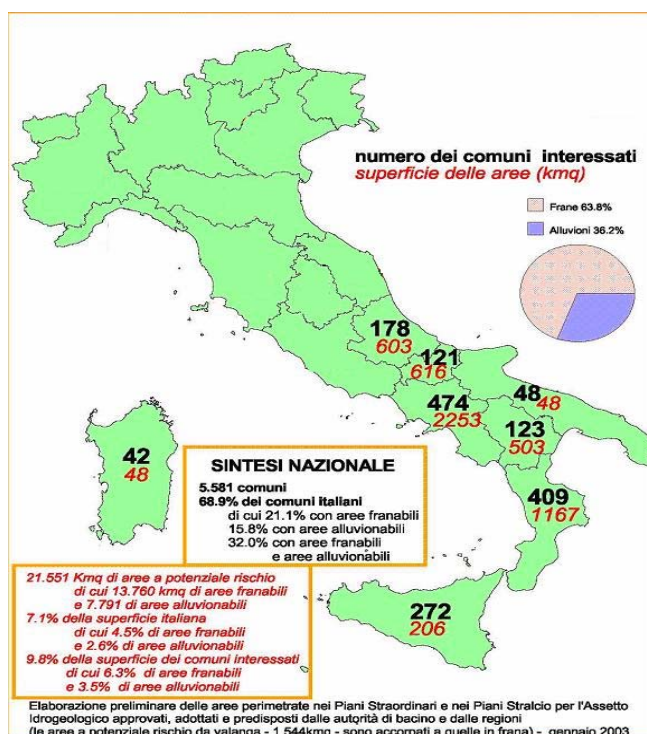 numero dei comuni interessati
superficie delle aree (kmq)
Frane 63.8%
Alluvioni 36.2%
178
603
121
616
474
2253
48
48
123
503
42
48
409
1167
272
206
SINTESI NAZIONALE
5.581 comuni
68.9% dei comuni italiani
di cui 21.1% con aree franabili
15.8% con aree alluvionabili
32.0% con aree franabili
e aree alluvionabili
21.551 Kmq di aree a potenziale rischio
di cui 13.760 kmq di aree franabili
e 7.791 di aree alluvionabili
7.1% della superficie italiana
di cui 4.5% di aree franabili
e 2.6% di aree alluvionabili
9.8% della superficie dei comuni interessati
di cui 6.3% di aree franabili
e 3.5% di aree alluvionabili
Elaborazione preliminare delle aree perimetrate nei Piani Straordinari e nei Piani Stralcio per l'Assetto
Idrogeologico approvati, adottati e predisposti dalle autorità di bacino e dalle regioni
(le aree a potenziale rischio da valanga - 1.544kmq - sono accorpati a quelle in frana) - gennaio 2003